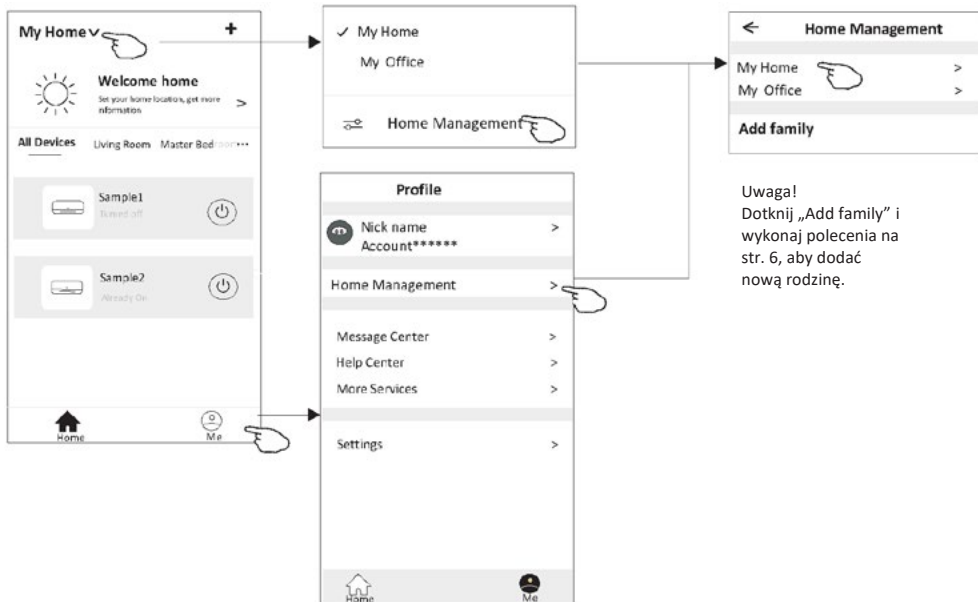 My Home
+
Welcome home
Set your home location, get more
information
>
All Devices Living Room Master Bedroom...
Sample1
Turned off
Sample2
Already On
Home
Me
✓ My Home
My Office
Home Management
Profile
Nick name >
Account******
Home Management >
Message Center >
Help Center >
More Services >
Settings >
Home
Me
← Home Management
My Home >
My Office >
Add family
Uwaga!
Dotknij „Add family” i
wykonaj polecenia na
str. 6, aby dodać
nową rodzinę.